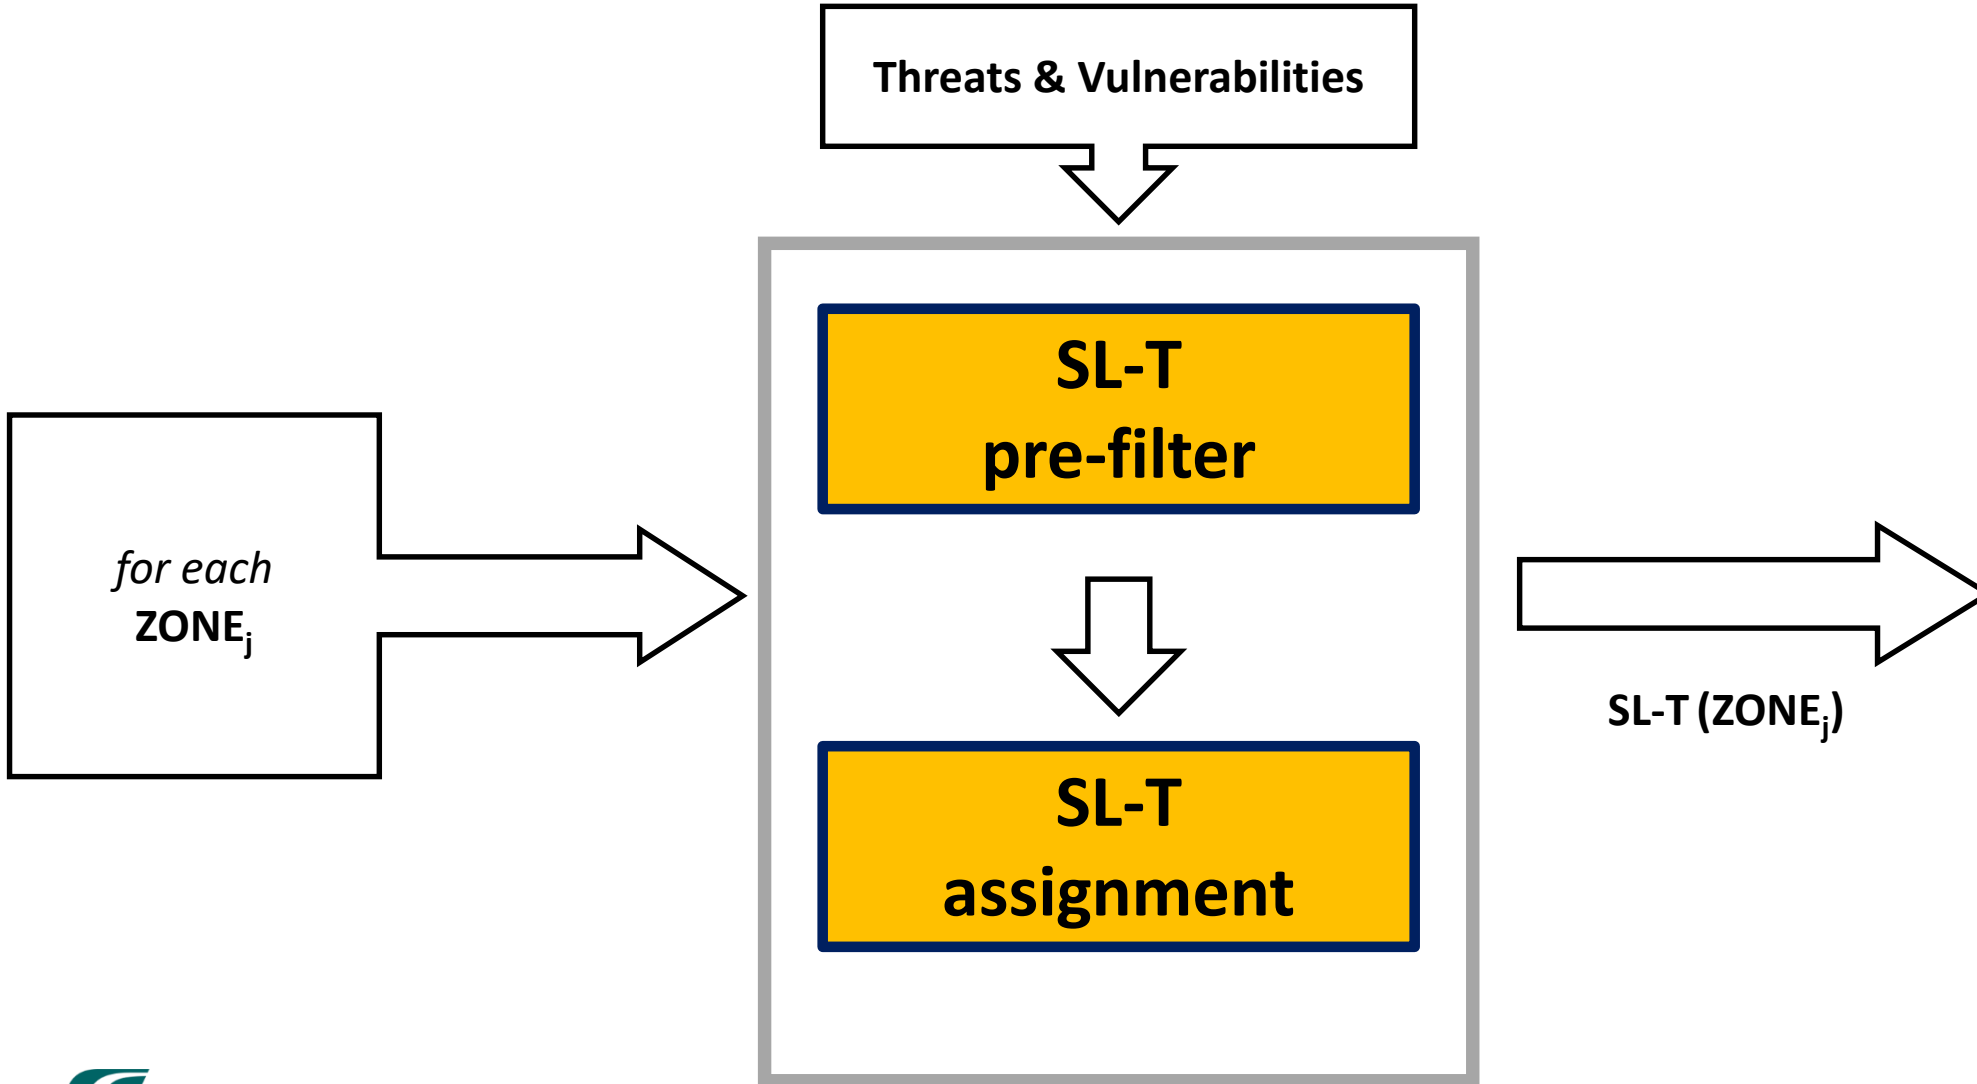 Threats & Vulnerabilities
SL-T
pre-filter
for each
ZONEj
SL-T (ZONEj)
SL-T
assignment